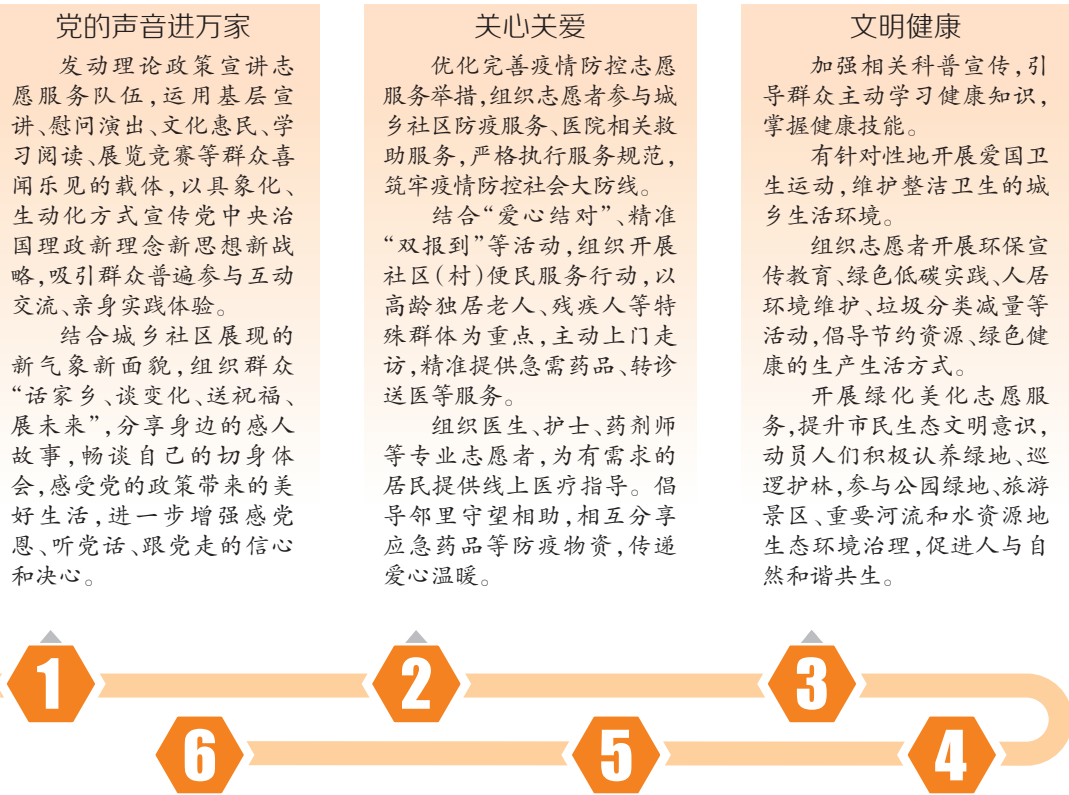 党的声音进万家
发动理论政策宣讲志
愿服务队伍,运用基层宣
讲、慰问演出、文化惠民、学
习阅读、展览竞赛等群众喜
闻乐见的载体,以具象化、
生动化方式宣传党中央治
国理政新理念新思想新战
略,吸引群众普遍参与互动
交流、亲身实践体验。
结合城乡社区展现的
新气象新面貌,组织群众
“话家乡、谈变化、送祝福、
展未来”,分享身边的感人
故事,畅谈自己的切身体
会,感受党的政策带来的美
好生活,进一步增强感党
恩、听党话、跟党走的信心
和决心。
关心关爱
优化完善疫情防控志愿
服务举措,组织志愿者参与城
乡社区防疫服务、医院相关救
助服务,严格执行服务规范,
筑牢疫情防控社会大防线。
结合“爱心结对”、精准
“双报到”等活动,组织开展
社区(村)便民服务行动,以
高龄独居老人、残疾人等特
殊群体为重点,主动上门走
访,精准提供急需药品、转诊
送医等服务。
组织医生、护士、药剂师
等专业志愿者,为有需求的
居民提供线上医疗指导。倡
导邻里守望相助,相互分享
应急药品等防疫物资,传递
爱心温暖。
文明健康
加强相关科普宣传,引
导群众主动学习健康知识,
掌握健康技能。
有针对性地开展爱国卫
生运动,维护整洁卫生的城
乡生活环境。
组织志愿者开展环保宣
传教育、绿色低碳实践、人居
环境维护、垃圾分类减量等
活动,倡导节约资源、绿色健
康的生产生活方式。
开展绿化美化志愿服
务,提升市民生态文明意识,
动员人们积极认养绿地、巡
逻护林,参与公园绿地、旅游
景区、重要河流和水资源地
生态环境治理,促进人与自
然和谐共生。
1
2
3
6
5
4